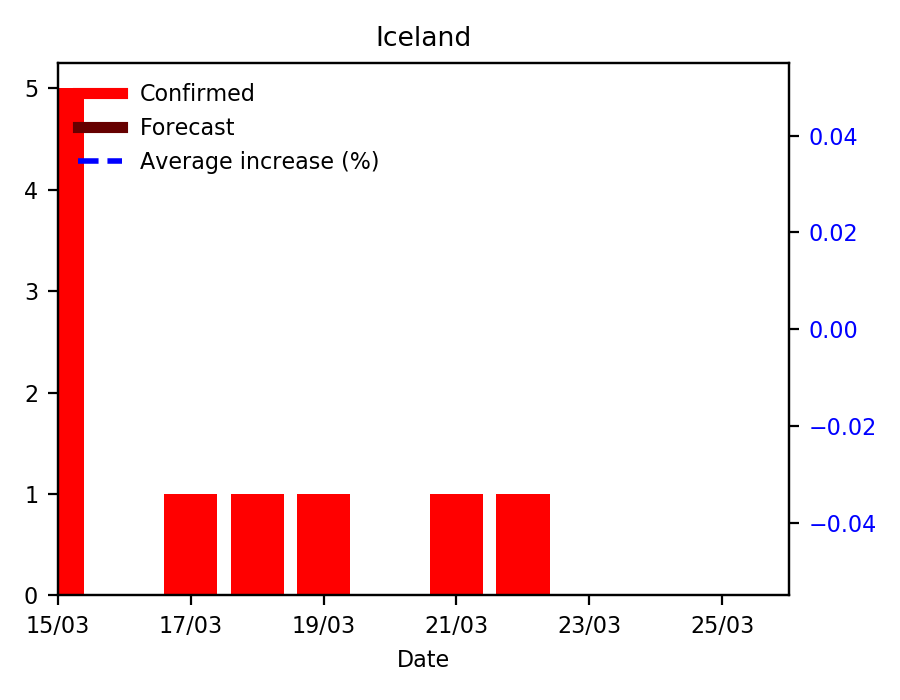 Iceland
Confirmed
Forecast
Average increase (%)
5
4
3
2
1
0
0.04
0.02
0.00
−0.02
−0.04
15/03 17/03 19/03 21/03 23/03 25/03
Date